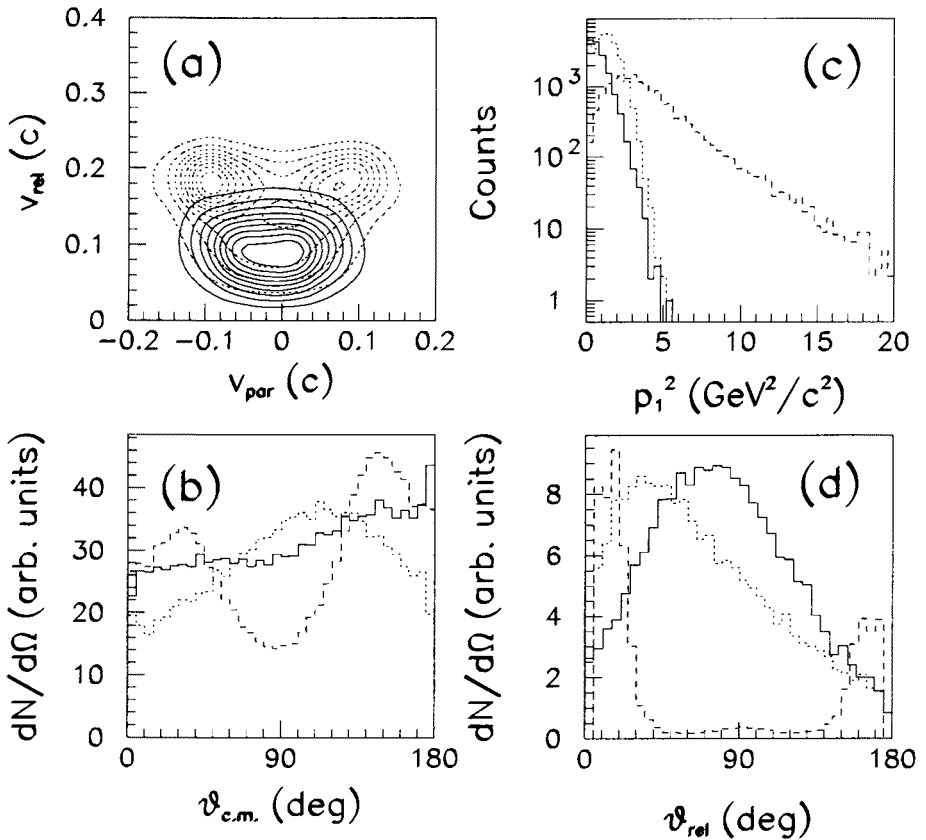 (a)
0.4
0.3
0.2
0.1
0
v_rel (c)
−0.2 −0.1 0 0.1 0.2
v_par (c)
(c)
10^3
10^2
10
1
Counts
0 5 10 15 20
p_1^2 (GeV^2/c^2)
(b)
40
30
20
10
0
dN/dΩ (arb. units)
0 90 180
ϑ_c.m. (deg)
(d)
8
6
4
2
0
dN/dΩ (arb. units)
0 90 180
ϑ_rel (deg)